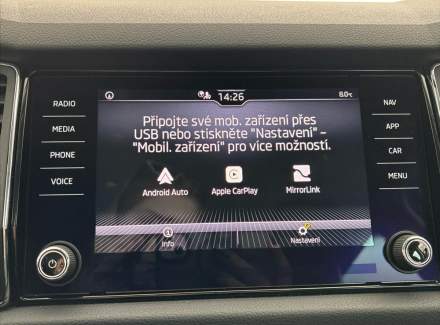 14:26
8.0°C
RADIO
MEDIA
PHONE
VOICE
Připojte své mob. zařízení přes
USB nebo stiskněte "Nastavení" –
"Mobil. zařízení" pro více možností.
Android Auto
Apple CarPlay
MirrorLink
Info
Nastavení
NAV
APP
CAR
MENU